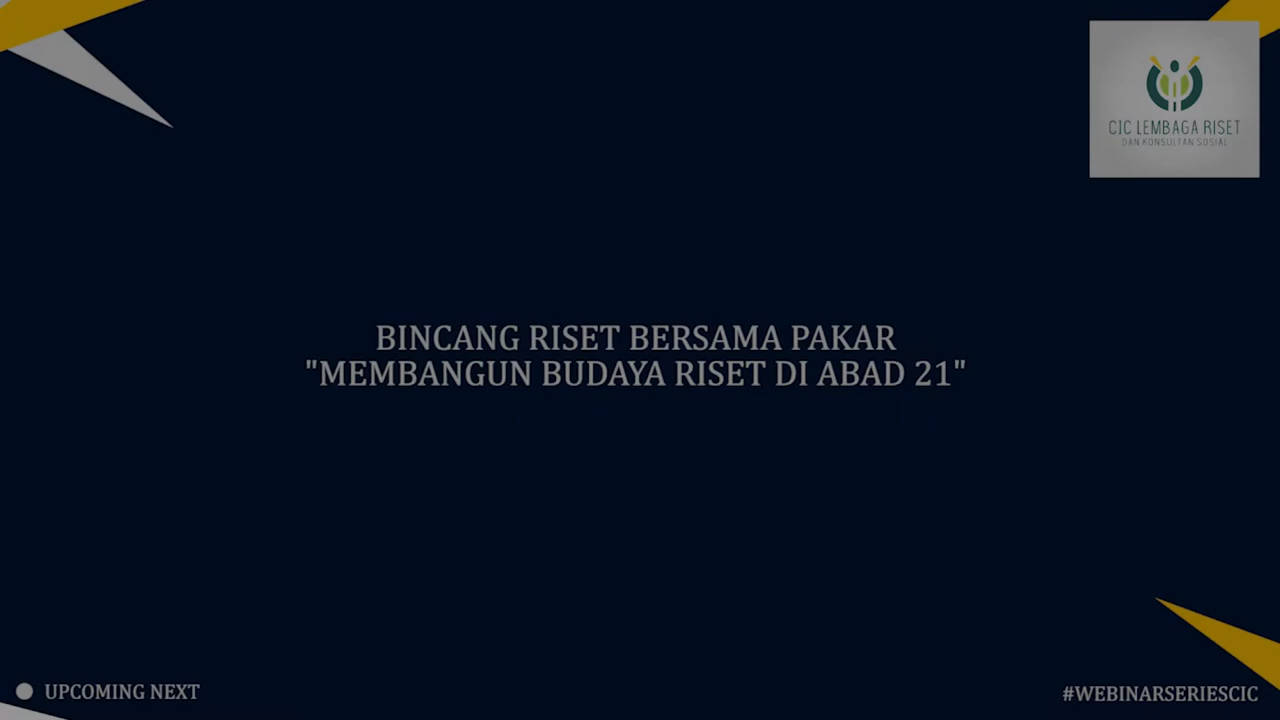 CIC LEMBAGA RISET
DAN KONSULTAN SOSIAL
BINCANG RISET BERSAMA PAKAR
"MEMBANGUN BUDAYA RISET DI ABAD 21"
UPCOMING NEXT
#WEBINARSERIESCIC